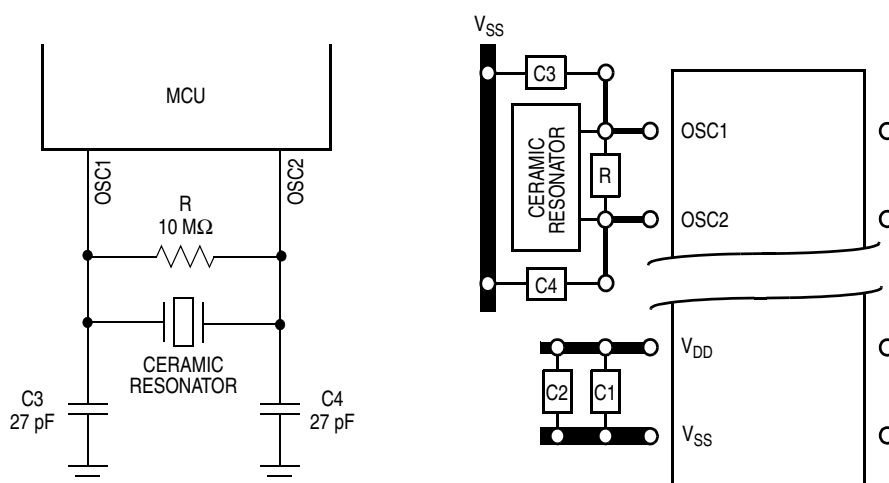 MCU
OSC1
OSC2
R
10 MΩ
CERAMIC
RESONATOR
C3
27 pF
C4
27 pF
VSS
C3
CERAMIC
RESONATOR
R
C4
OSC1
OSC2
C2
C1
VDD
VSS